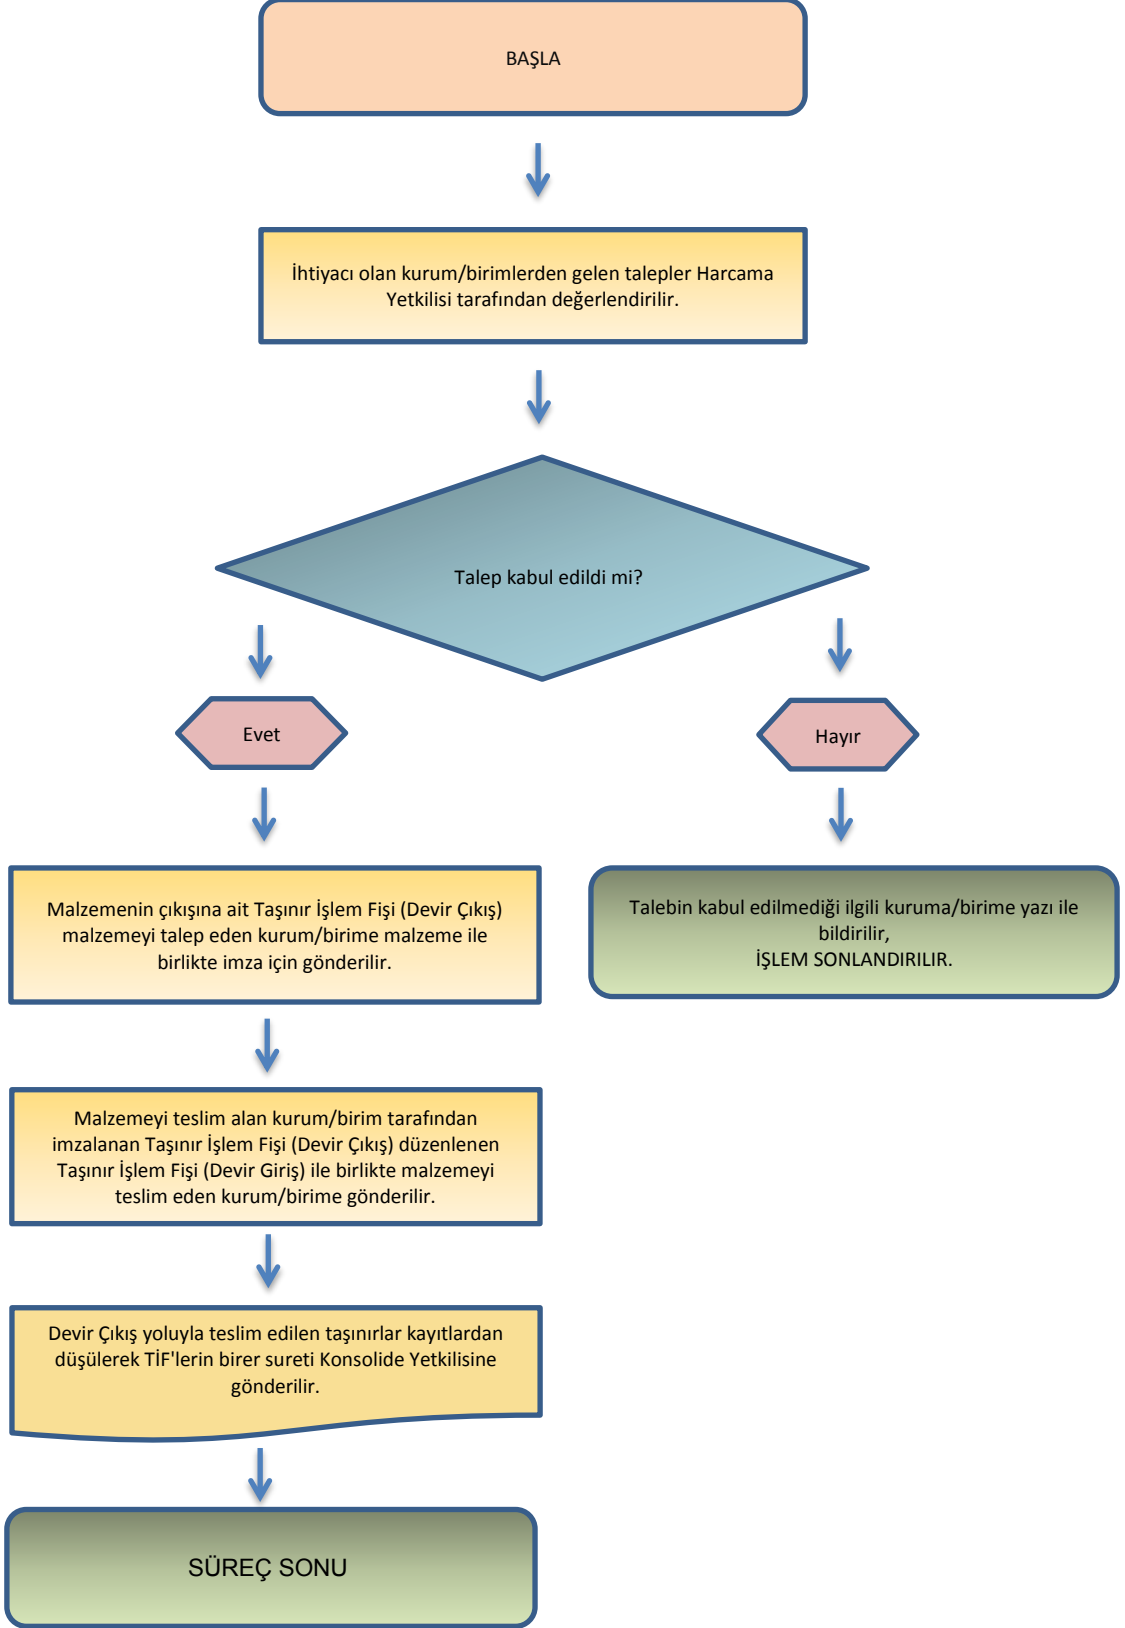 BAŞLA
İhtiyacı olan kurum/birimlerden gelen talepler Harcama
Yetkilisi tarafından değerlendirilir.
Talep kabul edildi mi?
Evet
Hayır
Malzemenin çıkışına ait Taşınır İşlem Fişi (Devir Çıkış)
malzemeyi talep eden kurum/birime malzeme ile
birlikte imza için gönderilir.
Talebin kabul edilmediği ilgili kuruma/birime yazı ile
bildirilir,
İŞLEM SONLANDIRILIR.
Malzemeyi teslim alan kurum/birim tarafından
imzalanan Taşınır İşlem Fişi (Devir Çıkış) düzenlenen
Taşınır İşlem Fişi (Devir Giriş) ile birlikte malzemeyi
teslim eden kurum/birime gönderilir.
Devir Çıkış yoluyla teslim edilen taşınırlar kayıtlardan
düşülerek TİF'lerin birer sureti Konsolide Yetkilisine
gönderilir.
SÜREÇ SONU